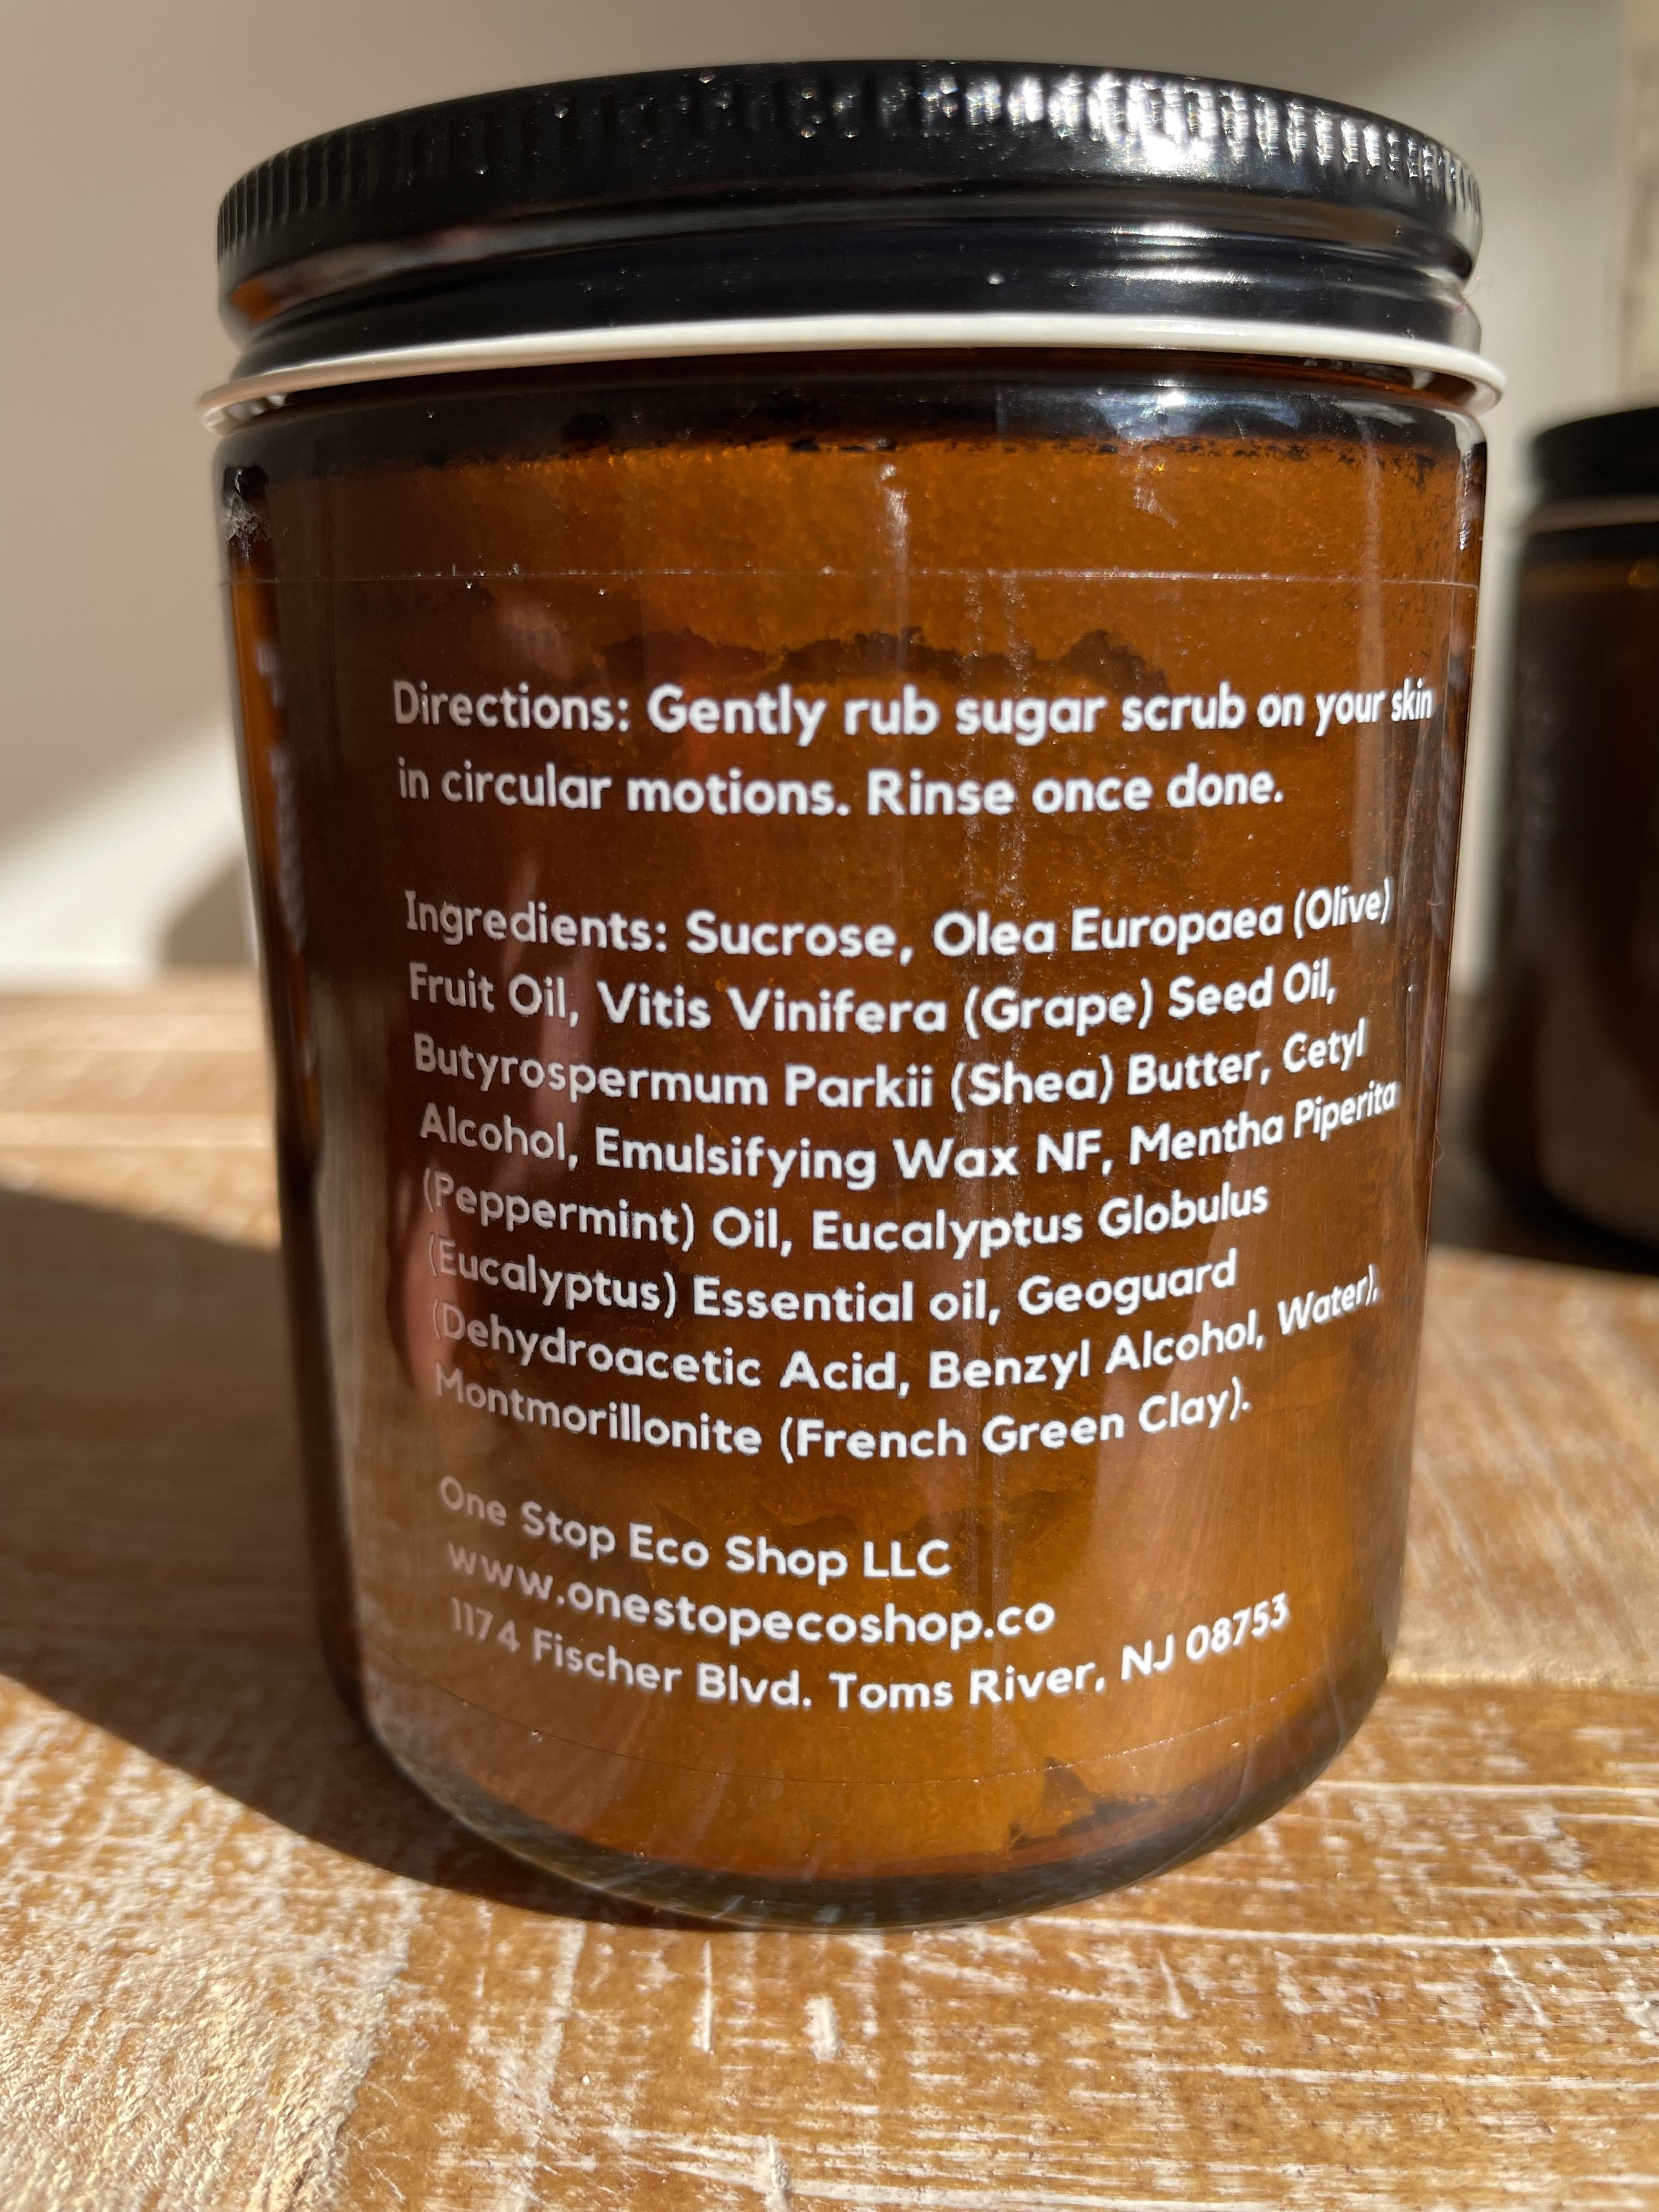 Directions: Gently rub sugar scrub on your skin
in circular motions. Rinse once done.
Ingredients: Sucrose, Olea Europaea (Olive)
Fruit Oil, Vitis Vinifera (Grape) Seed Oil,
Butyrospermum Parkii (Shea) Butter, Cetyl
Alcohol, Emulsifying Wax NF, Mentha Piperita
(Peppermint) Oil, Eucalyptus Globulus
(Eucalyptus) Essential oil, Geoguard
(Dehydroacetic Acid, Benzyl Alcohol, Water),
Montmorillonite (French Green Clay).
One Stop Eco Shop LLC
www.onestopecoshop.co
1174 Fischer Blvd. Toms River, NJ 08753